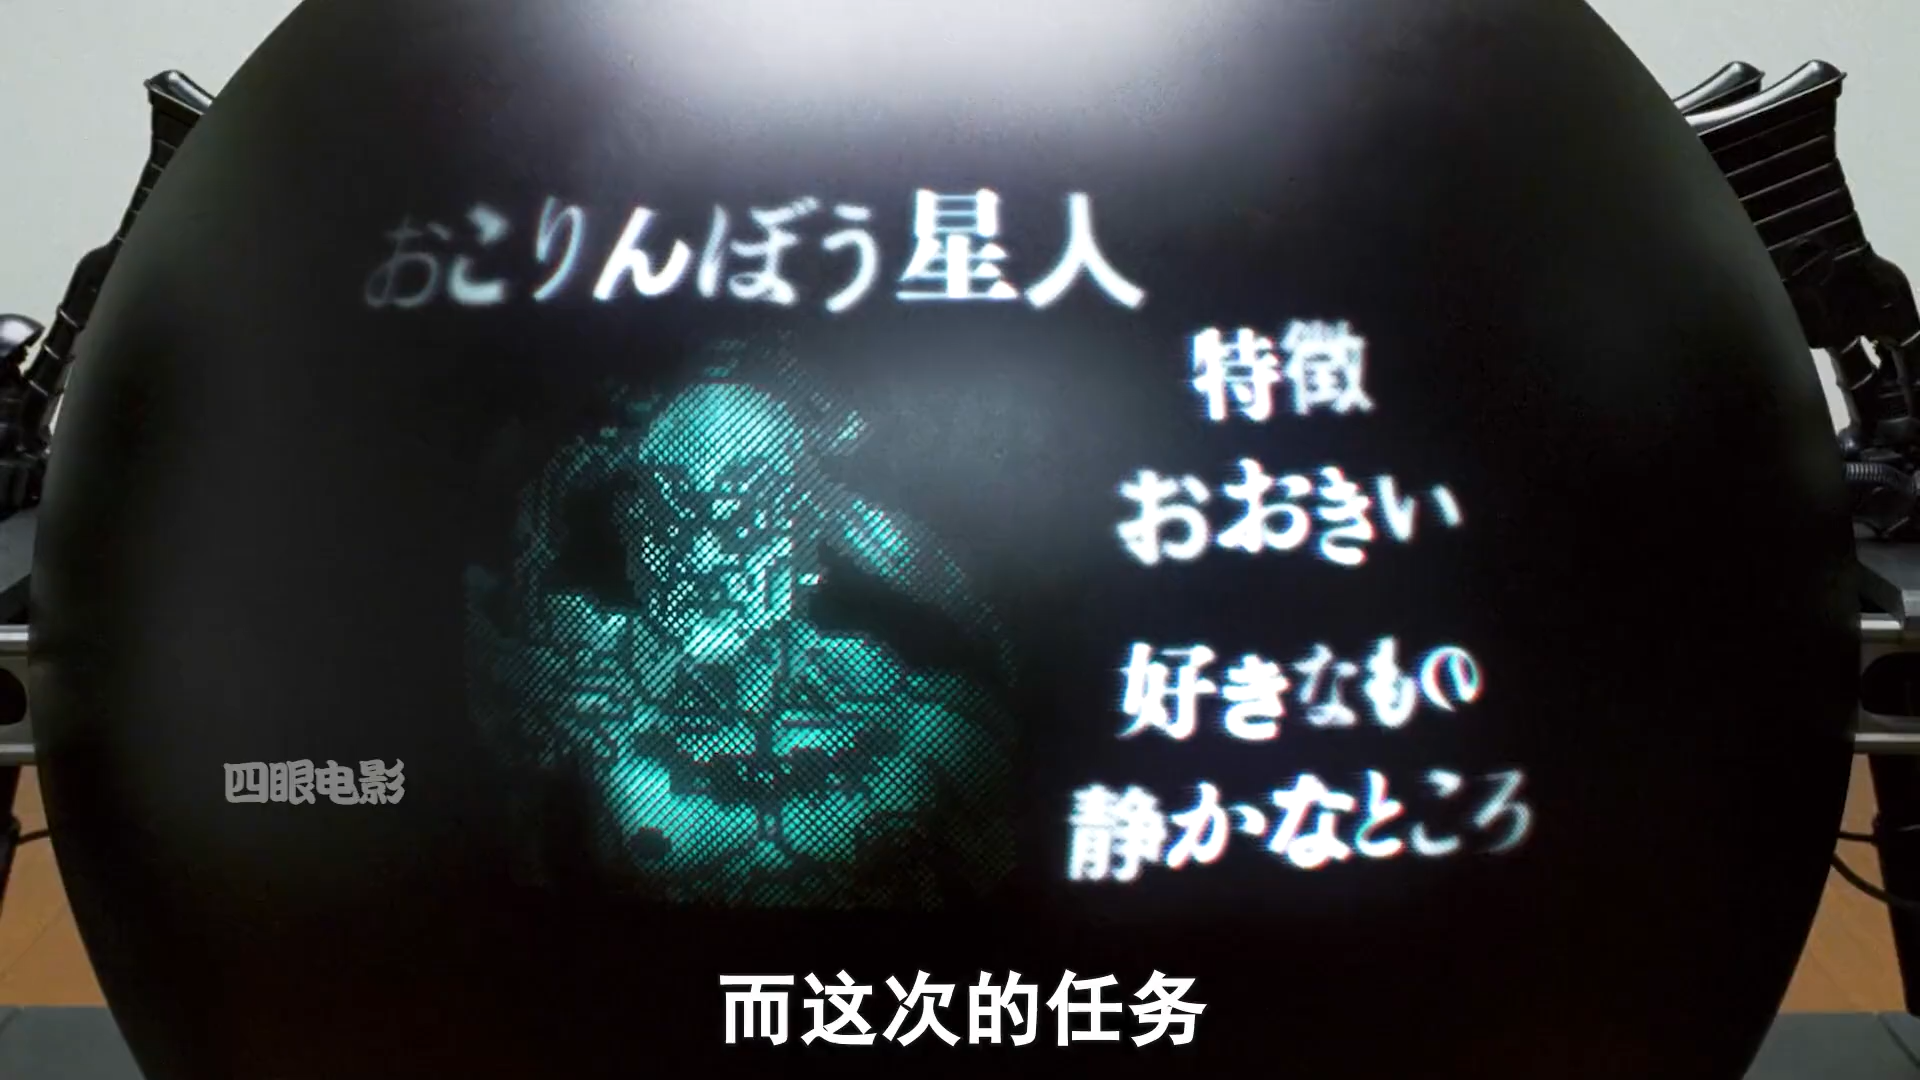 おこりんぼう星人
特徴
おおきい
好きなもの
静かなところ
四眼电影
而这次的任务